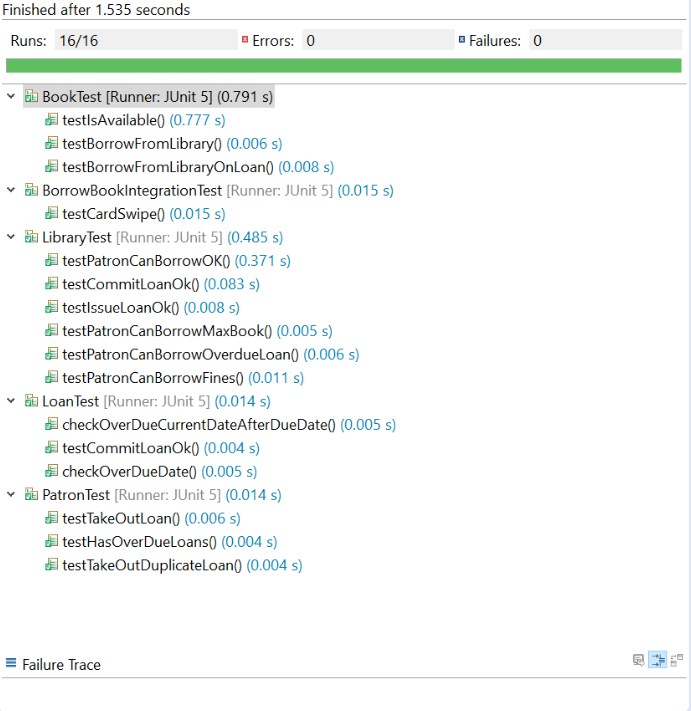 Finished after 1.535 seconds
Runs: 16/16 Errors: 0 Failures: 0
BookTest [Runner: JUnit 5] (0.791 s)
testIsAvailable() (0.777 s)
testBorrowFromLibrary() (0.006 s)
testBorrowFromLibraryOnLoan() (0.008 s)
BorrowBookIntegrationTest [Runner: JUnit 5] (0.015 s)
testCardSwipe() (0.015 s)
LibraryTest [Runner: JUnit 5] (0.485 s)
testPatronCanBorrowOK() (0.371 s)
testCommitLoanOk() (0.083 s)
testIssueLoanOk() (0.008 s)
testPatronCanBorrowMaxBook() (0.005 s)
testPatronCanBorrowOverdueLoan() (0.006 s)
testPatronCanBorrowFines() (0.011 s)
LoanTest [Runner: JUnit 5] (0.014 s)
checkOverDueCurrentDateAfterDueDate() (0.005 s)
testCommitLoanOk() (0.004 s)
checkOverDueDate() (0.005 s)
PatronTest [Runner: JUnit 5] (0.014 s)
testTakeOutLoan() (0.006 s)
testHasOverDueLoans() (0.004 s)
testTakeOutDuplicateLoan() (0.004 s)
Failure Trace